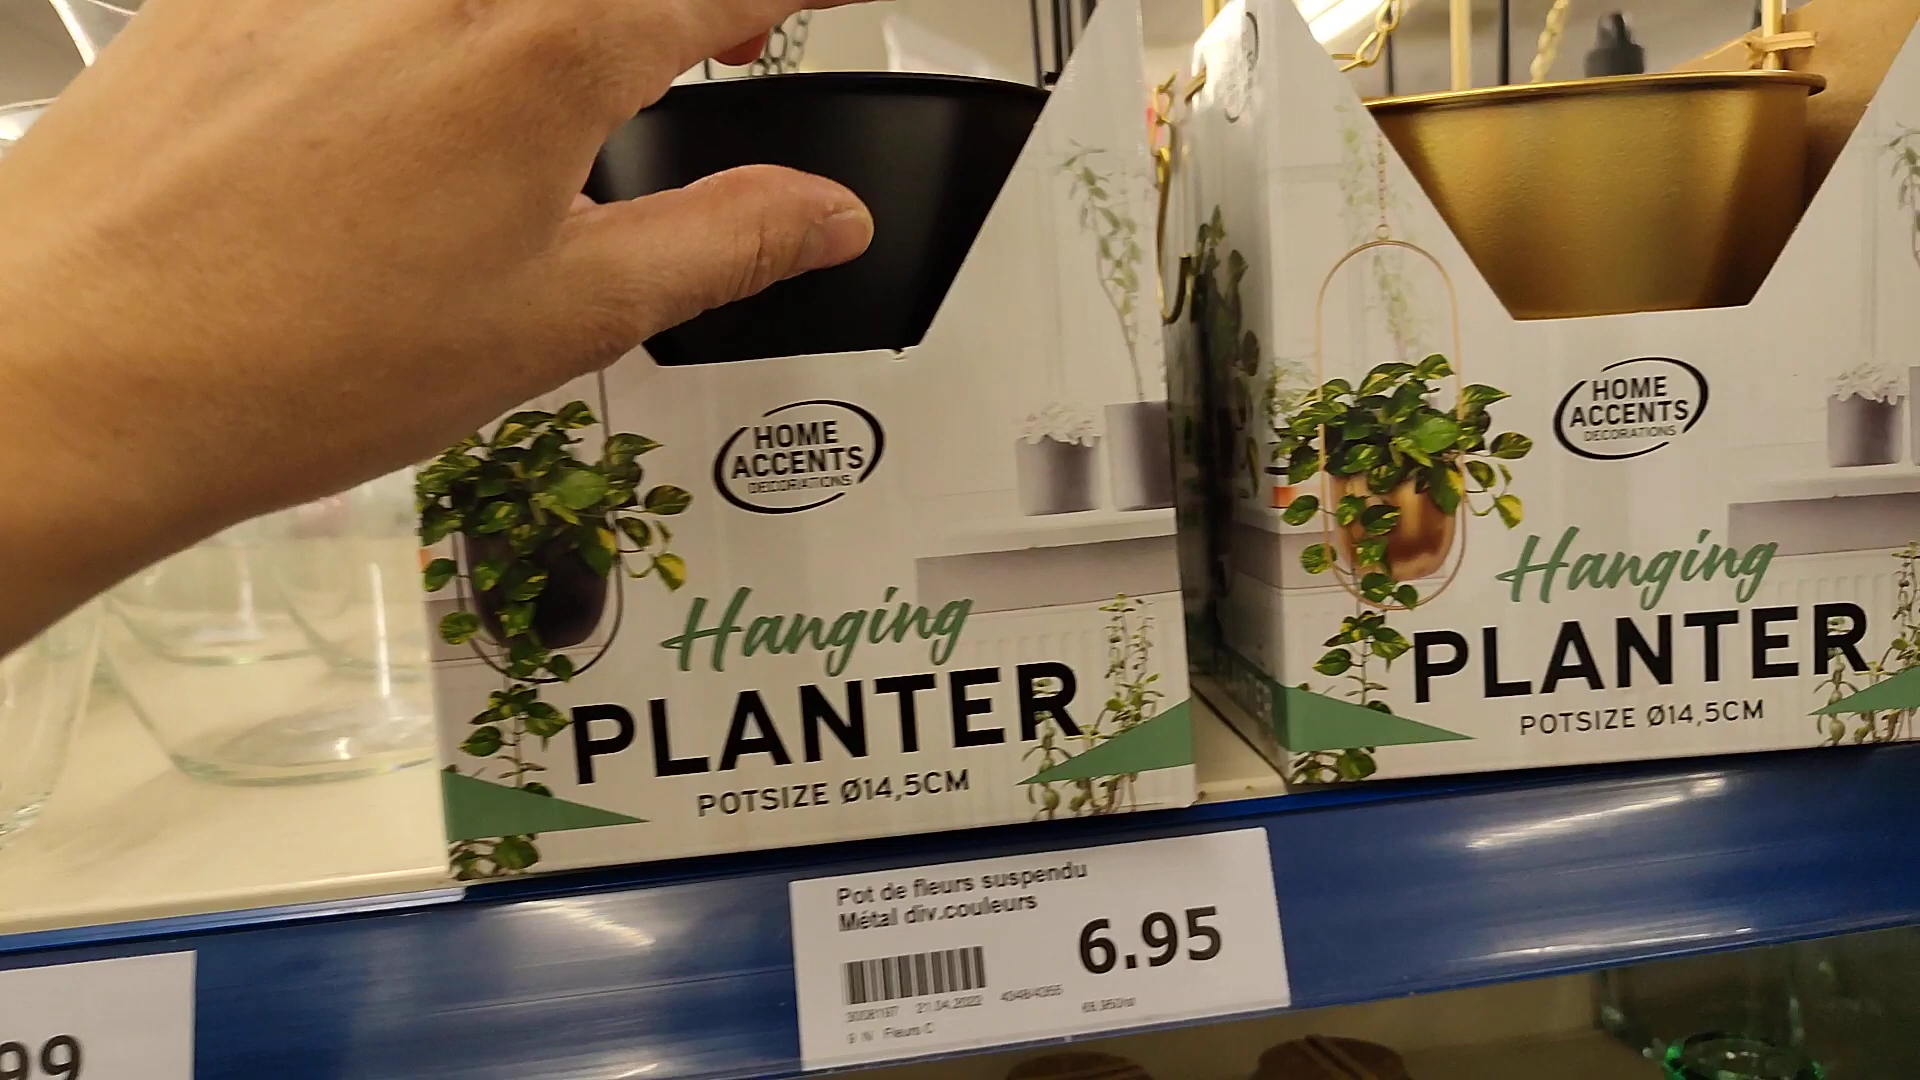 HOME
ACCENTS
DECORATIONS
Hanging
PLANTER
POTSIZE Ø14,5CM
HOME
ACCENTS
DECORATIONS
Hanging
PLANTER
POTSIZE Ø14,5CM
Pot de fleurs suspendu
Métal div.couleurs
6.95
21.04.2022
Fleurs C
99